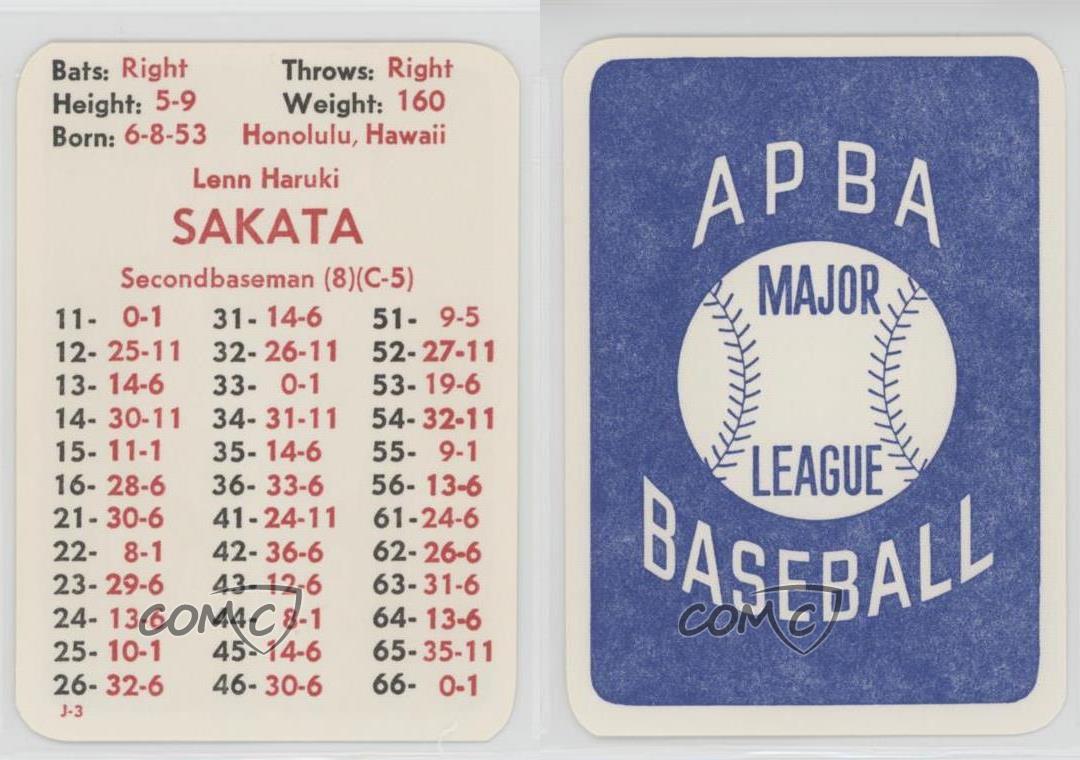 Bats: Right Throws: Right
Height: 5-9 Weight: 160
Born: 6-8-53 Honolulu, Hawaii
Lenn Haruki
SAKATA
Secondbaseman (8)(C-5)
11- 0-1 31- 14-6 51- 9-5
12- 25-11 32- 26-11 52- 27-11
13- 14-6 33- 0-1 53- 19-6
14- 30-11 34- 31-11 54- 32-11
15- 11-1 35- 14-6 55- 9-1
16- 28-6 36- 33-6 56- 13-6
21- 30-6 41- 24-11 61- 24-6
22- 8-1 42- 36-6 62- 26-6
23- 29-6 43- 12-6 63- 31-6
24- 13-6 44- 8-1 64- 13-6
25- 10-1 45- 14-6 65- 35-11
26- 32-6 46- 30-6 66- 0-1
J-3
COMC
APBA
MAJOR
LEAGUE
BASEBALL
COMC